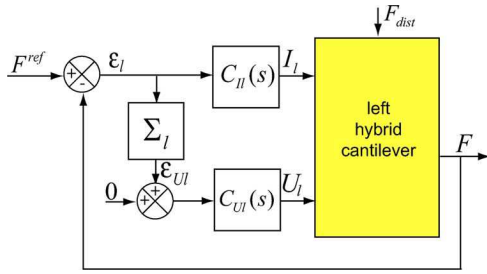 F_dist
F^ref
+
-
ε_l
C_Il(s)
I_l
left
hybrid
cantilever
F
Σ_l
ε_Ul
0
+
+
C_Ul(s)
U_l